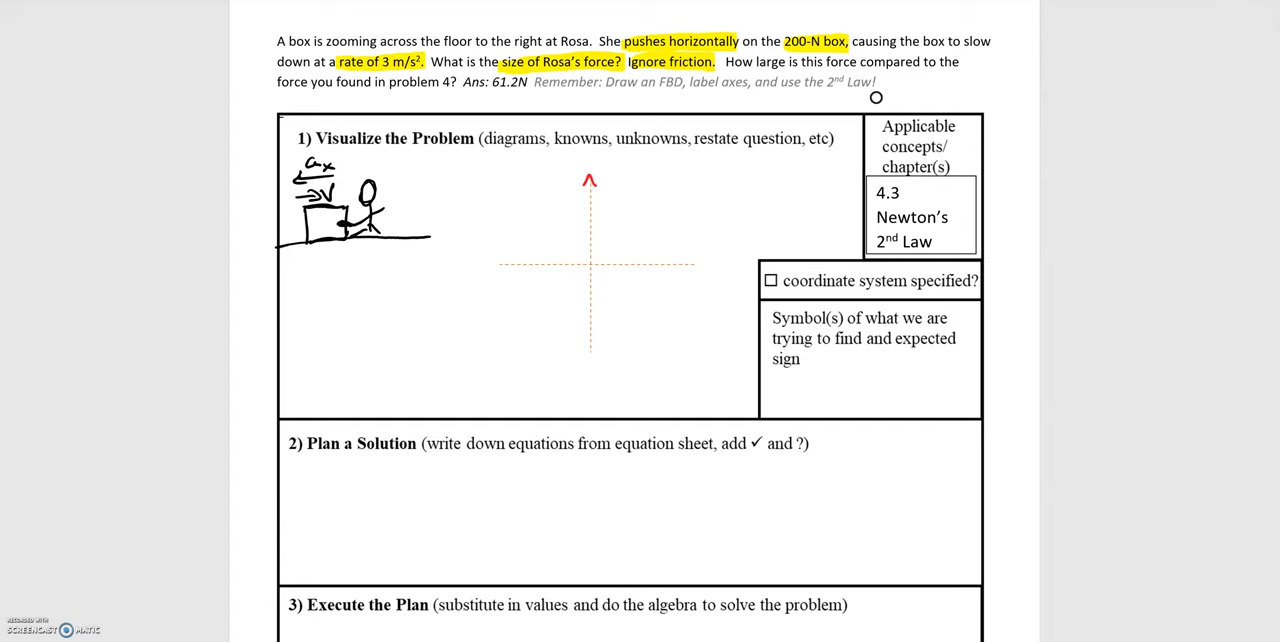 A box is zooming across the floor to the right at Rosa. She pushes horizontally on the 200-N box, causing the box to slow
down at a rate of 3 m/s². What is the size of Rosa's force? Ignore friction. How large is this force compared to the
force you found in problem 4? Ans: 61.2N Remember: Draw an FBD, label axes, and use the 2nd Law!
1) Visualize the Problem (diagrams, knowns, unknowns, restate question, etc)
ax
→V
Applicable
concepts/
chapter(s)
4.3
Newton's
2nd Law
☐ coordinate system specified?
Symbol(s) of what we are
trying to find and expected
sign
2) Plan a Solution (write down equations from equation sheet, add ✓ and ?)
3) Execute the Plan (substitute in values and do the algebra to solve the problem)
RECORDED WITH
SCREENCAST MATIC